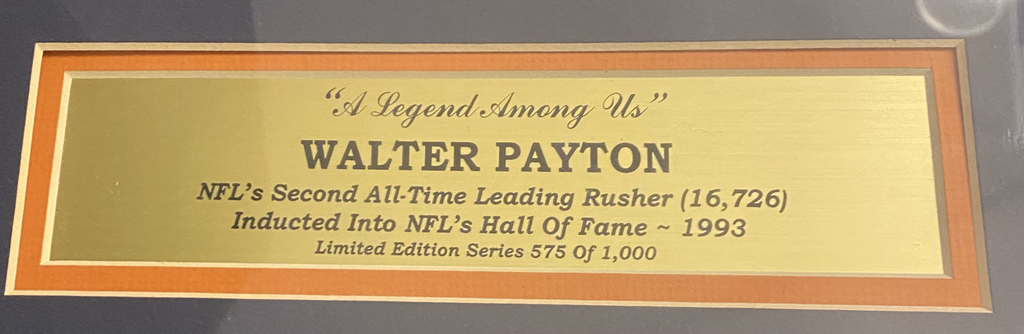 “A Legend Among Us”
WALTER PAYTON
NFL’s Second All-Time Leading Rusher (16,726)
Inducted Into NFL’s Hall Of Fame ~ 1993
Limited Edition Series 575 Of 1,000